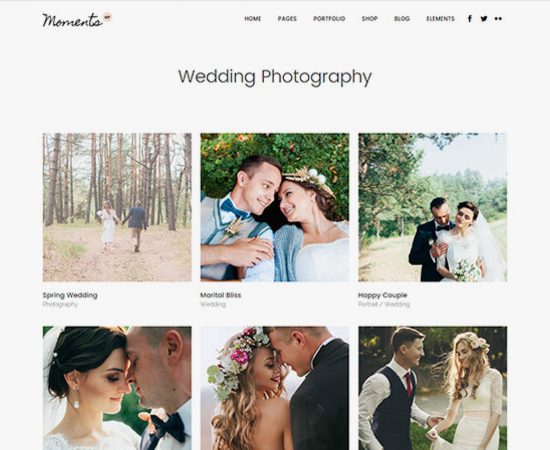 Moments
HOME PAGES PORTFOLIO SHOP BLOG ELEMENTS
Wedding Photography
Spring Wedding
Photography
Marital Bliss
Wedding
Happy Couple
Portrait / Wedding